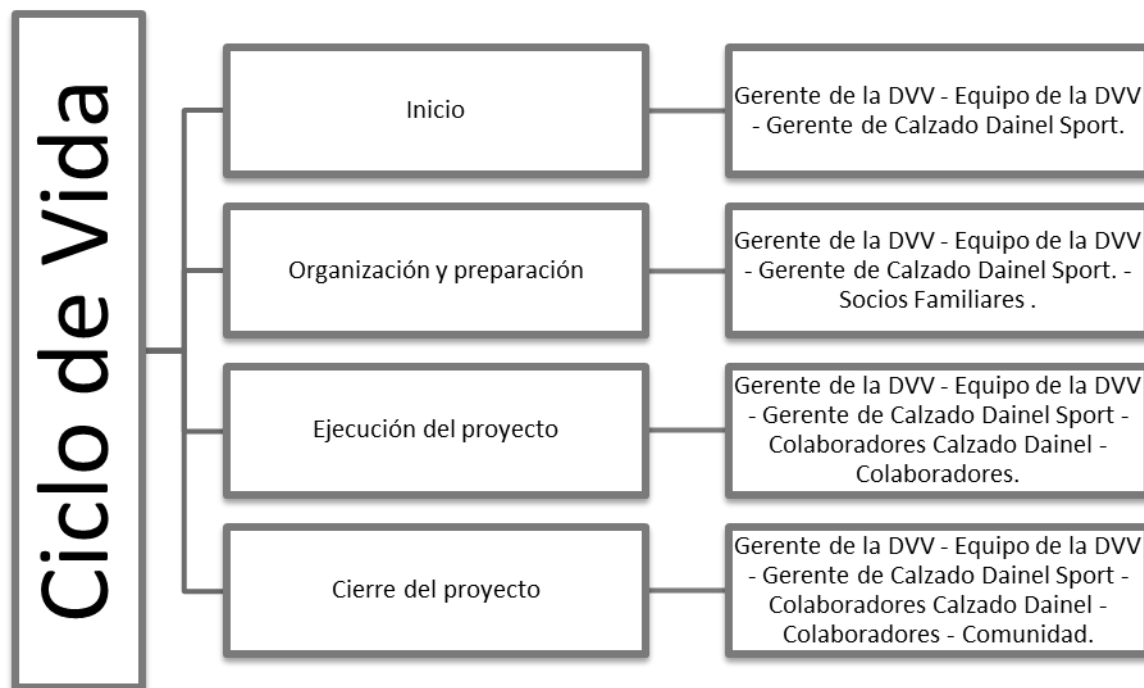 Ciclo de Vida
Inicio
Gerente de la DVV - Equipo de la DVV
- Gerente de Calzado Dainel Sport.
Organización y preparación
Gerente de la DVV - Equipo de la DVV
- Gerente de Calzado Dainel Sport. -
Socios Familiares .
Ejecución del proyecto
Gerente de la DVV - Equipo de la DVV
- Gerente de Calzado Dainel Sport -
Colaboradores Calzado Dainel -
Colaboradores.
Cierre del proyecto
Gerente de la DVV - Equipo de la DVV
- Gerente de Calzado Dainel Sport -
Colaboradores Calzado Dainel -
Colaboradores - Comunidad.